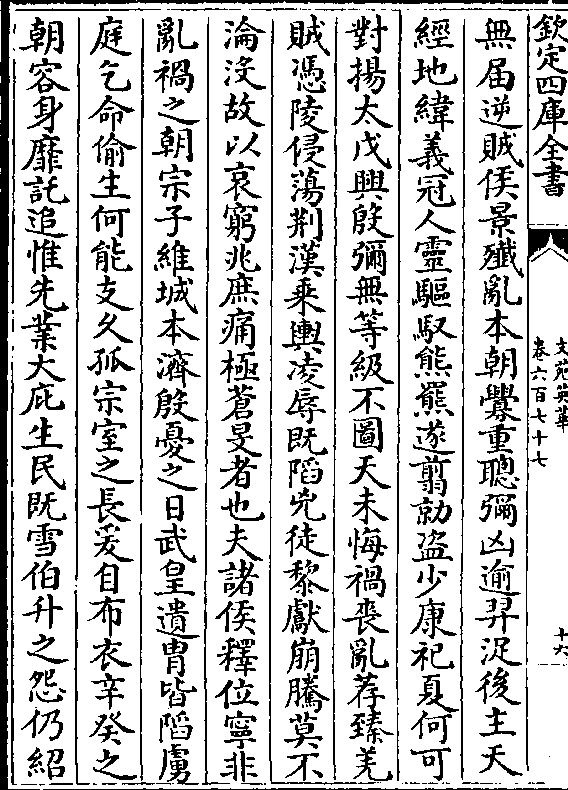 欽定四庫全書
文苑英華
卷六百七十七
十六
無届逆賊侯景殲亂本朝釁重聰彌凶逾羿浞後主天
經地緯義冠人靈驅馭熊羆遂翦勍盗少康祀夏何可
對揚太戊興殷彌無等級不圖天未悔禍喪亂荐臻羌
賊憑陵侵蕩荆漢乗輿凌辱既䧟兇徒黎獻崩騰莫不
淪没故以哀窮兆庶痛極蒼旻者也夫諸侯釋位寧非
亂禍之朝宗子維城本濟殷憂之日武皇遺胄皆䧟虜
庭乞命偷生何能支久孤宗室之長爰自布衣辛癸之
朝容身靡託追惟先業大庇生民既雪伯升之怨仍紹